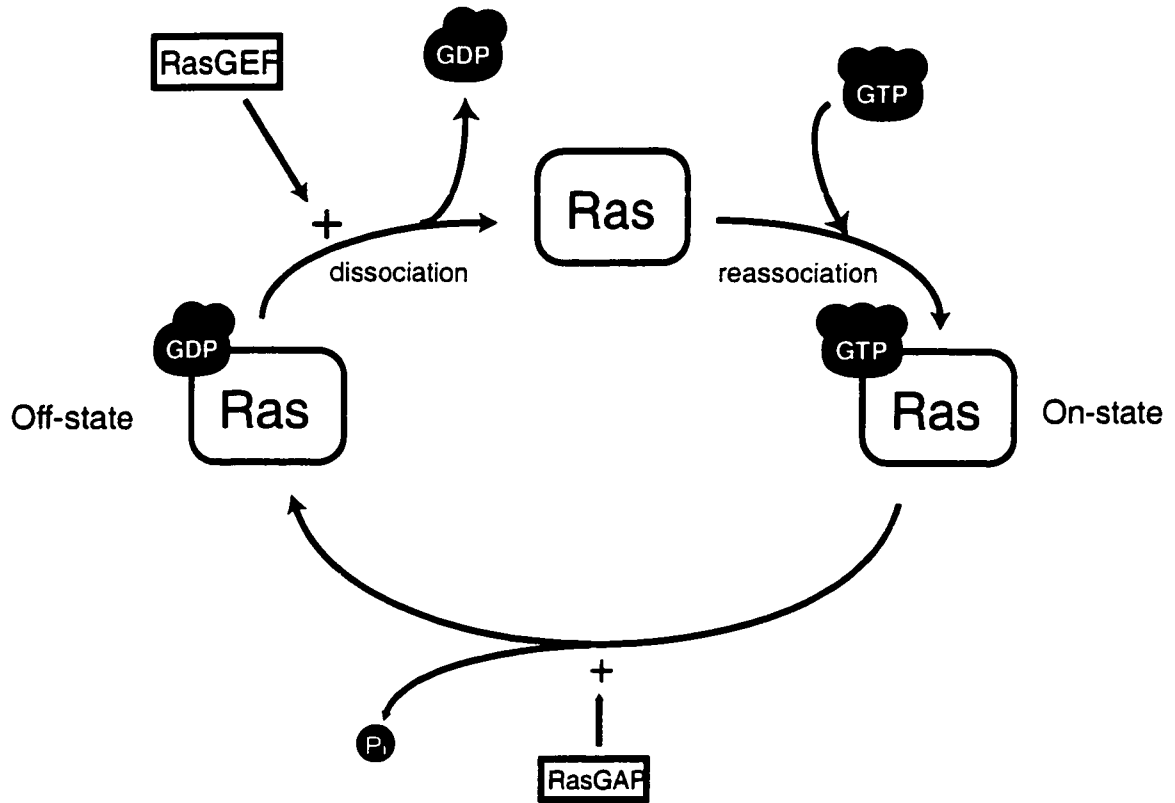 RasGEF
GDP
GTP
+
Ras
dissociation
reassociation
GDP
GTP
Off-state
Ras
Ras
On-state
+
Pi
RasGAP